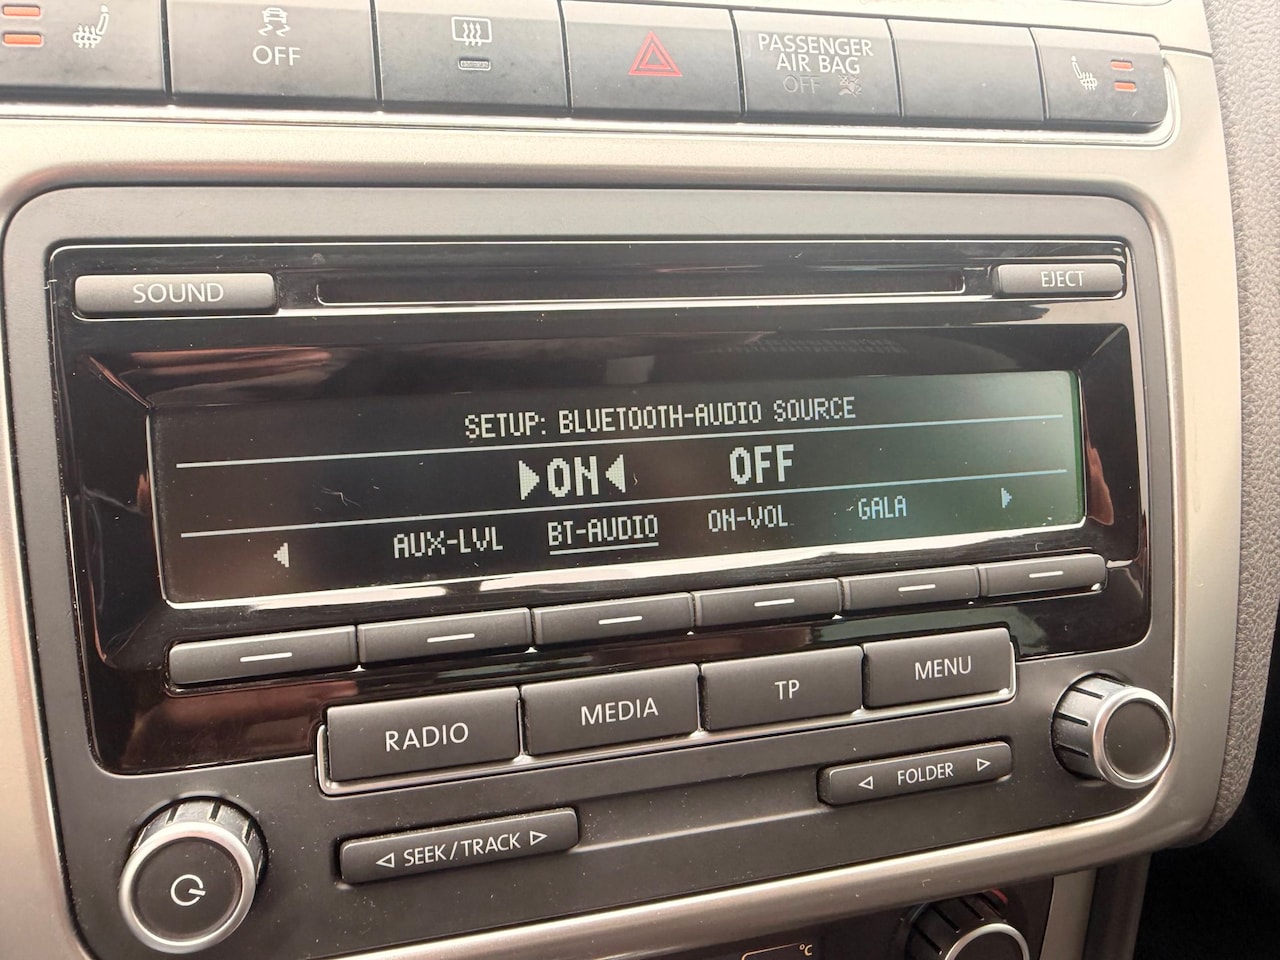 OFF
PASSENGER
AIR BAG
OFF
SOUND
EJECT
SETUP: BLUETOOTH-AUDIO SOURCE
ON OFF
AUX-LVL BT-AUDIO ON-VOL GALA
RADIO MEDIA TP MENU
SEEK/TRACK FOLDER
°C